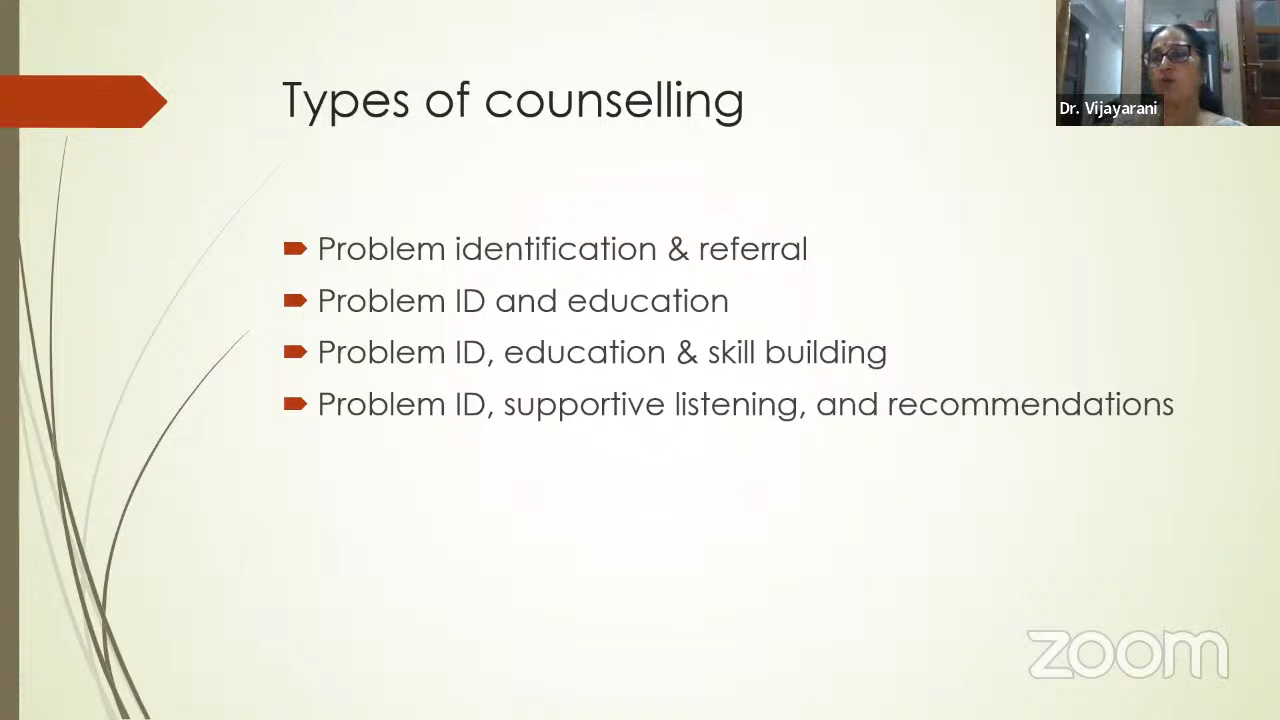 Types of counselling
Dr. Vijayarani
Problem identification & referral
Problem ID and education
Problem ID, education & skill building
Problem ID, supportive listening, and recommendations
zoom